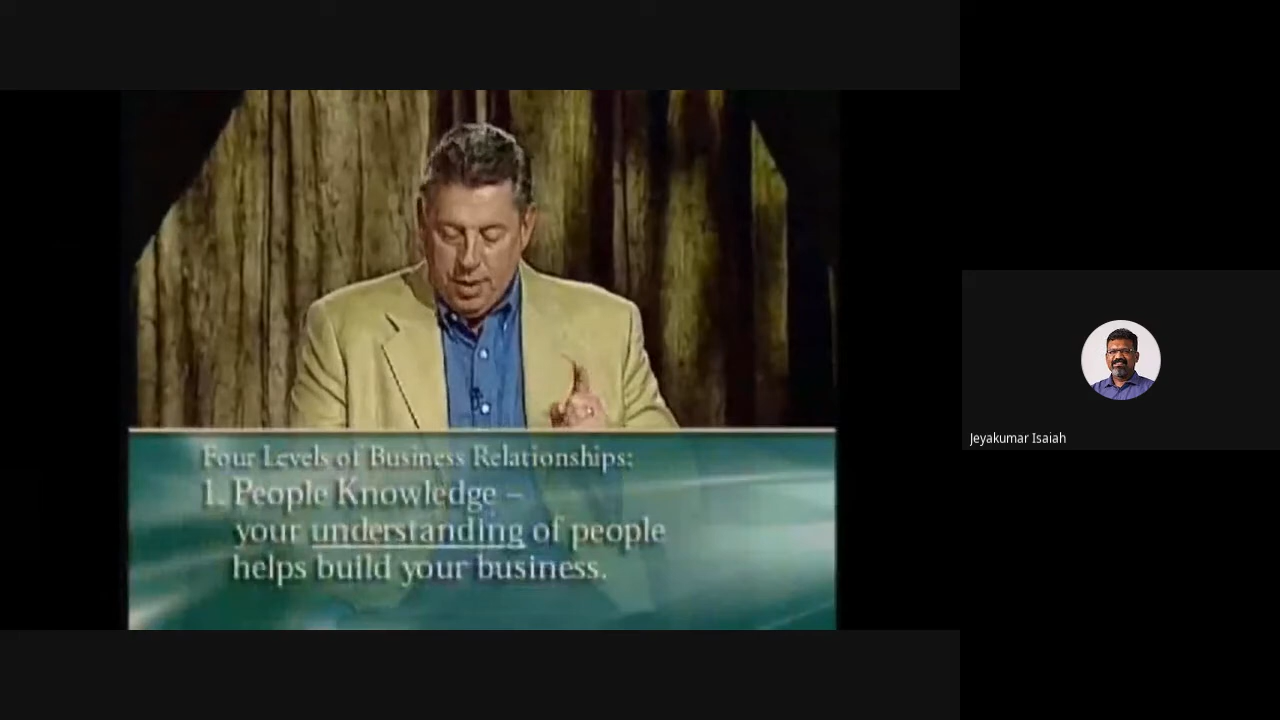 Four Levels of Business Relationships:
1. People Knowledge –
your understanding of people
helps build your business.
Jeyakumar Isaiah